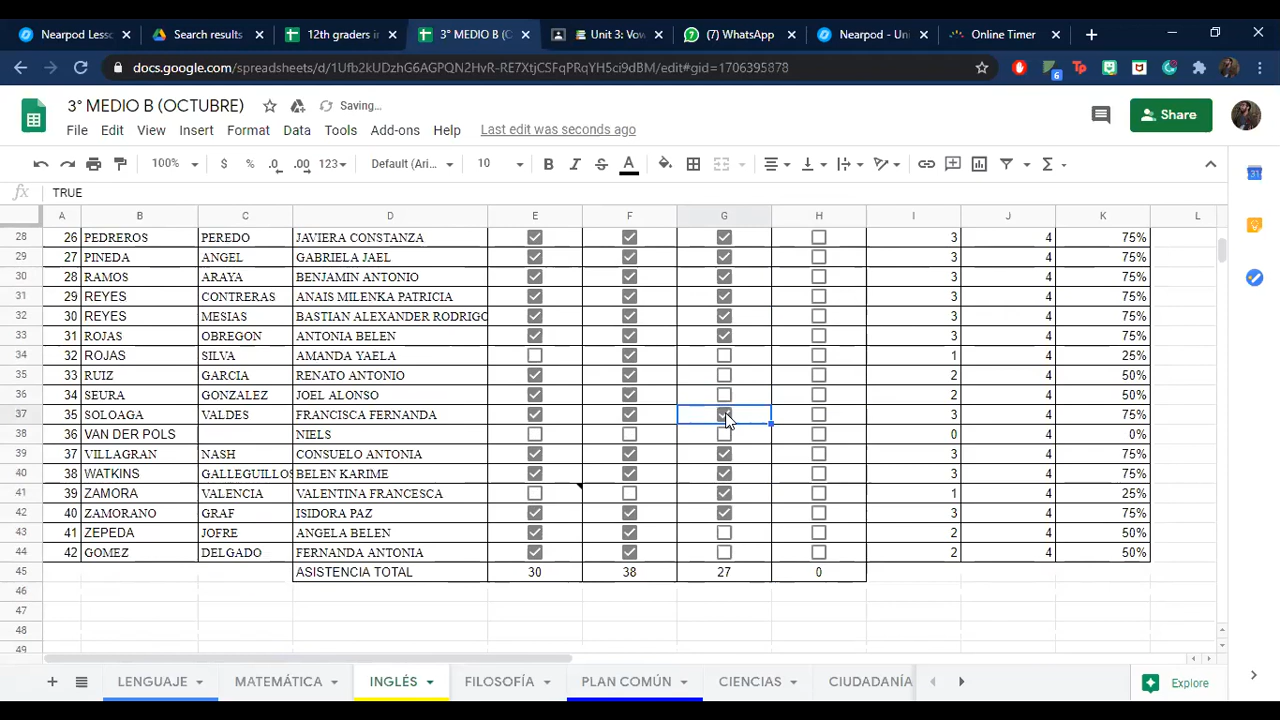 Nearpod Less
Search results
12th graders in
3° MEDIO B (OC
Unit 3: Vow
(7) WhatsApp
Nearpod - Un
Online Timer
docs.google.com/spreadsheets/d/1Ufb2kUDzhG6AGPQN2HvR-RE7XtjCSFqPRqYH5ci9dBM/edit#gid=1706395878
6
3° MEDIO B (OCTUBRE)
Saving...
File Edit View Insert Format Data Tools Add-ons Help Last edit was seconds ago
Share
100% $ % .0 .00 123 Default (Ari... 10 B I S A
fx TRUE
A B C D E F G H I J K L
28 26 PEDREROS PEREDO JAVIERA CONSTANZA 3 4 75%
29 27 PINEDA ANGEL GABRIELA JAEL 3 4 75%
30 28 RAMOS ARAYA BENJAMIN ANTONIO 3 4 75%
31 29 REYES CONTRERAS ANAIS MILENKA PATRICIA 3 4 75%
32 30 REYES MESIAS BASTIAN ALEXANDER RODRIGO 3 4 75%
33 31 ROJAS OBREGON ANTONIA BELEN 3 4 75%
34 32 ROJAS SILVA AMANDA YAELA 1 4 25%
35 33 RUIZ GARCIA RENATO ANTONIO 2 4 50%
36 34 SEURA GONZALEZ JOEL ALONSO 2 4 50%
37 35 SOLOAGA VALDES FRANCISCA FERNANDA 3 4 75%
38 36 VAN DER POLS NIELS 0 4 0%
39 37 VILLAGRAN NASH CONSUELO ANTONIA 3 4 75%
40 38 WATKINS GALLEGUILLOS BELEN KARIME 3 4 75%
41 39 ZAMORA VALENCIA VALENTINA FRANCESCA 1 4 25%
42 40 ZAMORANO GRAF ISIDORA PAZ 3 4 75%
43 41 ZEPEDA JOFRE ANGELA BELEN 2 4 50%
44 42 GOMEZ DELGADO FERNANDA ANTONIA 2 4 50%
45 ASISTENCIA TOTAL 30 38 27 0
46
47
48
49
LENGUAJE MATEMÁTICA INGLÉS FILOSOFÍA PLAN COMÚN CIENCIAS CIUDADANÍA
Explore